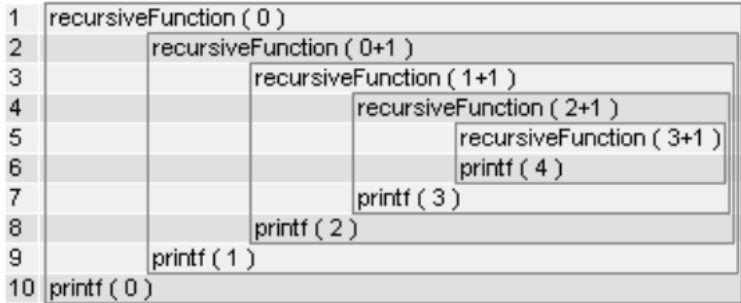 1 recursiveFunction ( 0 )
2 recursiveFunction ( 0+1 )
3 recursiveFunction ( 1+1 )
4 recursiveFunction ( 2+1 )
5 recursiveFunction ( 3+1 )
6 printf ( 4 )
7 printf ( 3 )
8 printf ( 2 )
9 printf ( 1 )
10 printf ( 0 )